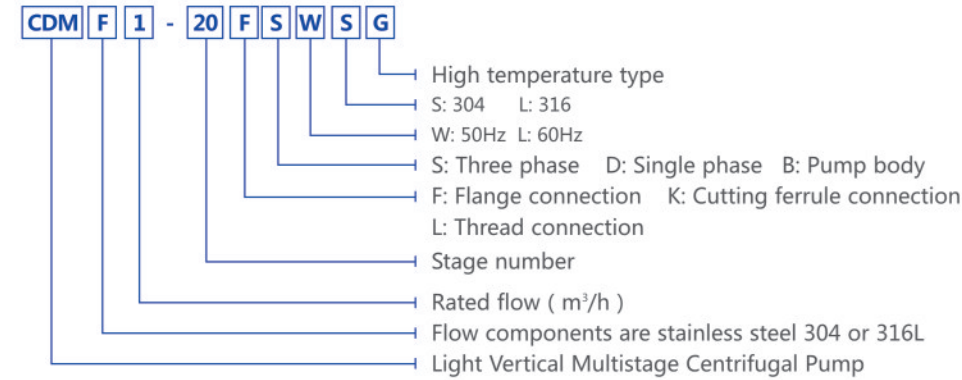 CDM F 1 - 20 F S W S G
High temperature type
S: 304 L: 316
W: 50Hz L: 60Hz
S: Three phase D: Single phase B: Pump body
F: Flange connection K: Cutting ferrule connection
L: Thread connection
Stage number
Rated flow ( m³/h )
Flow components are stainless steel 304 or 316L
Light Vertical Multistage Centrifugal Pump